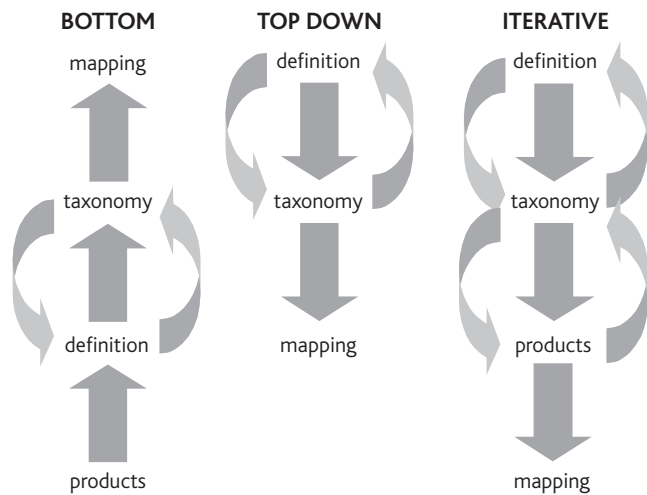 BOTTOM
mapping
taxonomy
definition
products
TOP DOWN
definition
taxonomy
mapping
ITERATIVE
definition
taxonomy
products
mapping